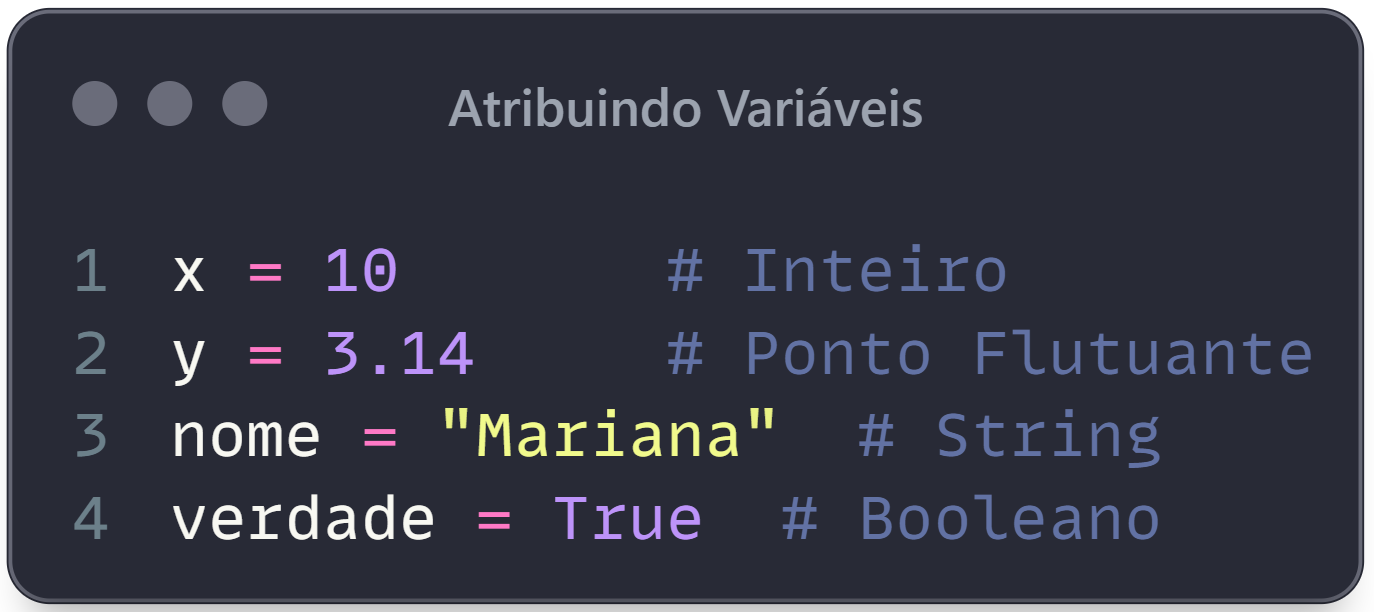 Atribuindo Variáveis
1 x = 10       # Inteiro
2 y = 3.14     # Ponto Flutuante
3 nome = "Mariana"  # String
4 verdade = True  # Booleano